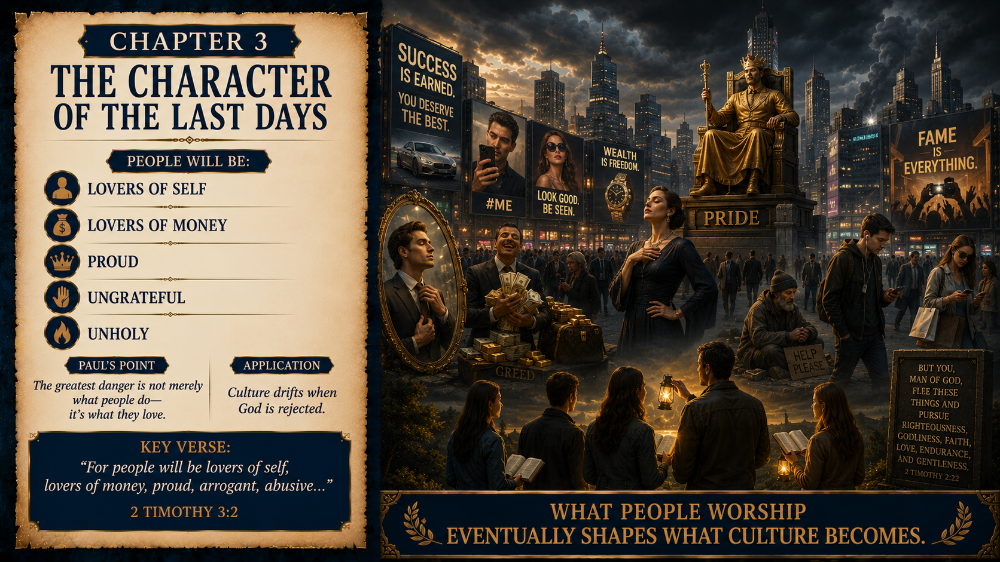 CHAPTER 3
THE CHARACTER
OF THE LAST DAYS
PEOPLE WILL BE:
LOVERS OF SELF
$
LOVERS OF MONEY
PROUD
UNGRATEFUL
UNHOLY
PAUL'S POINT
The greatest danger is not merely
what people do—
it's what they love.
APPLICATION
Culture drifts when
God is rejected.
KEY VERSE:
“For people will be lovers of self,
lovers of money, proud, arrogant, abusive...”
2 TIMOTHY 3:2
SUCCESS
IS EARNED.
YOU DESERVE
THE BEST.
#ME
LOOK GOOD.
BE SEEN.
WEALTH
IS FREEDOM.
PRIDE
FAME
IS
EVERYTHING.
GREED
HELP
PLEASE
BUT YOU,
MAN OF GOD,
FLEE THESE
THINGS AND
PURSUE
RIGHTEOUSNESS,
GODLINESS, FAITH,
LOVE, ENDURANCE,
AND GENTLENESS,
2 TIMOTHY 2:22
WHAT PEOPLE WORSHIP
EVENTUALLY SHAPES WHAT CULTURE BECOMES.